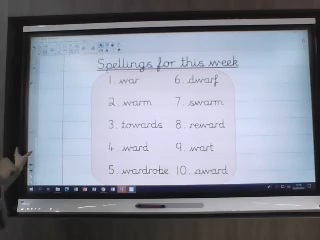 Spellings for this week
1. war 6. dwarf
2. warm 7. swarm
3. towards 8. reward
4. ward 9. wart
5. wardrobe 10. award